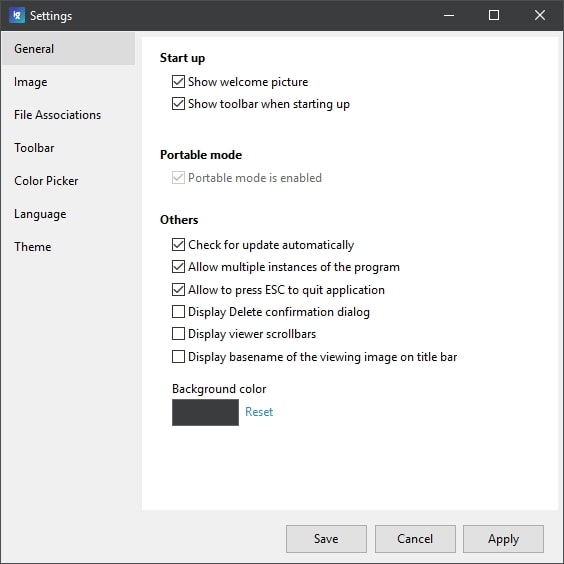 Settings
General
Image
File Associations
Toolbar
Color Picker
Language
Theme
Start up
Show welcome picture
Show toolbar when starting up
Portable mode
Portable mode is enabled
Others
Check for update automatically
Allow multiple instances of the program
Allow to press ESC to quit application
Display Delete confirmation dialog
Display viewer scrollbars
Display basename of the viewing image on title bar
Background color
Reset
Save
Cancel
Apply